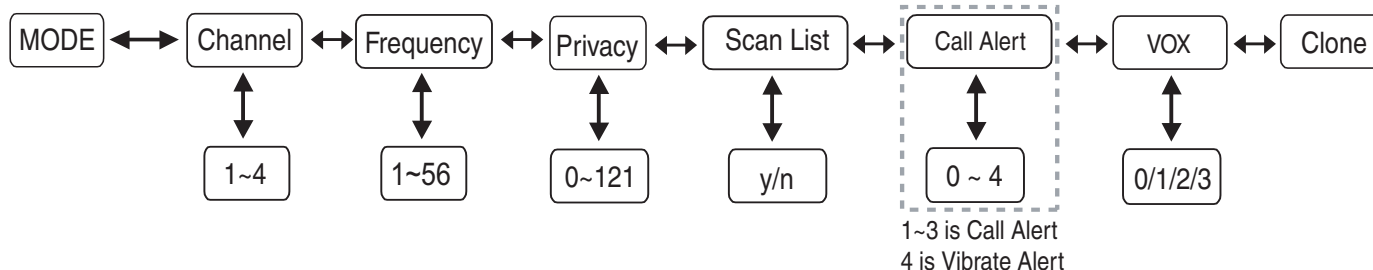 MODE
Channel
Frequency
Privacy
Scan List
Call Alert
VOX
Clone
1~4
1~56
0~121
y/n
0 ~ 4
0/1/2/3
1~3 is Call Alert
4 is Vibrate Alert